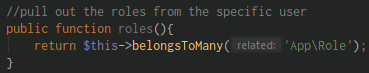 //pull out the roles from the specific user
public function roles(){
return $this->belongsToMany( related: 'App\Role');
}